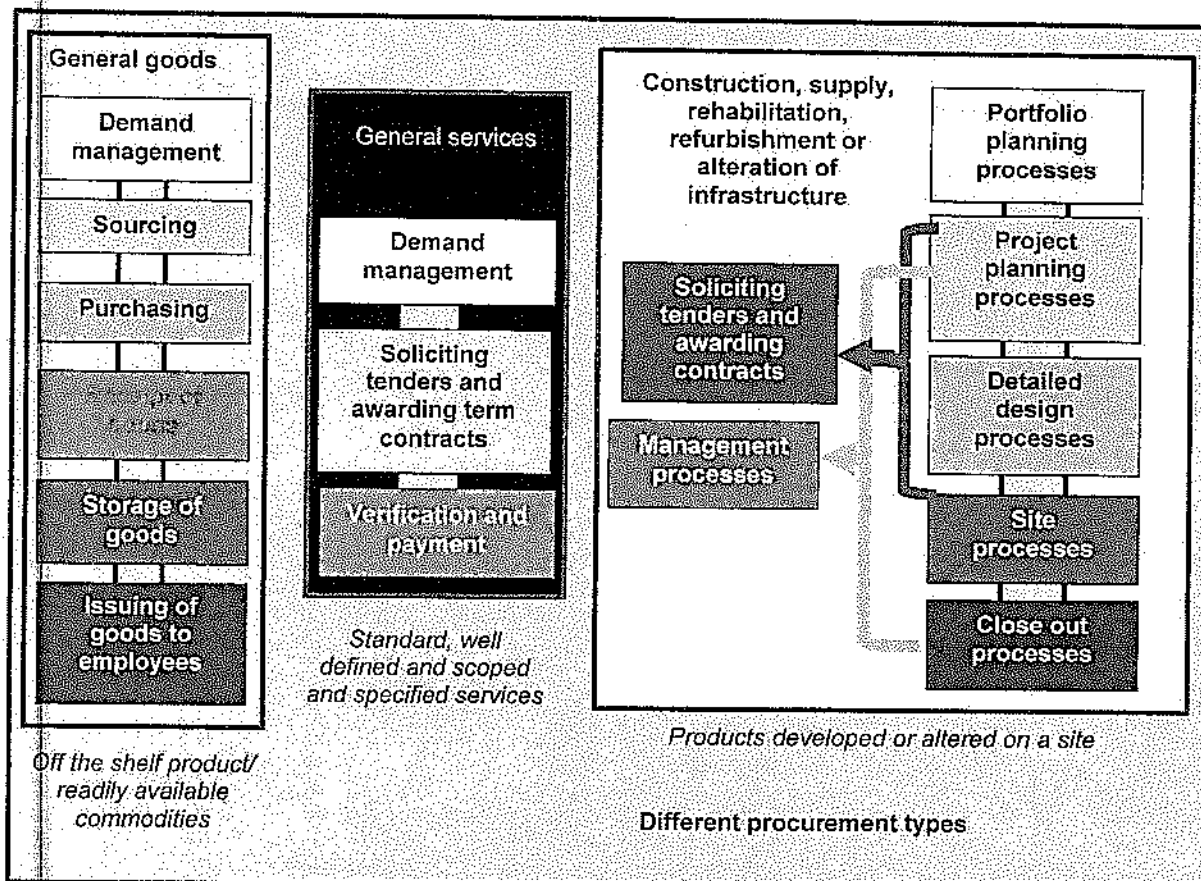 General goods
Demand
management
Sourcing
Purchasing
Storage of
goods
Issuing of
goods to
employees
Off the shelf product/
readily available
commodities
General services
Demand
management
Soliciting
tenders and
awarding term
contracts
Verification and
payment
Standard, well
defined and scoped
and specified services
Construction, supply,
rehabilitation,
refurbishment or
alteration of
infrastructure
Soliciting
tenders and
awarding
contracts
Management
processes
Portfolio
planning
processes
Project
planning
processes
Detailed
design
processes
Site
processes
Close out
processes
Products developed or altered on a site
Different procurement types